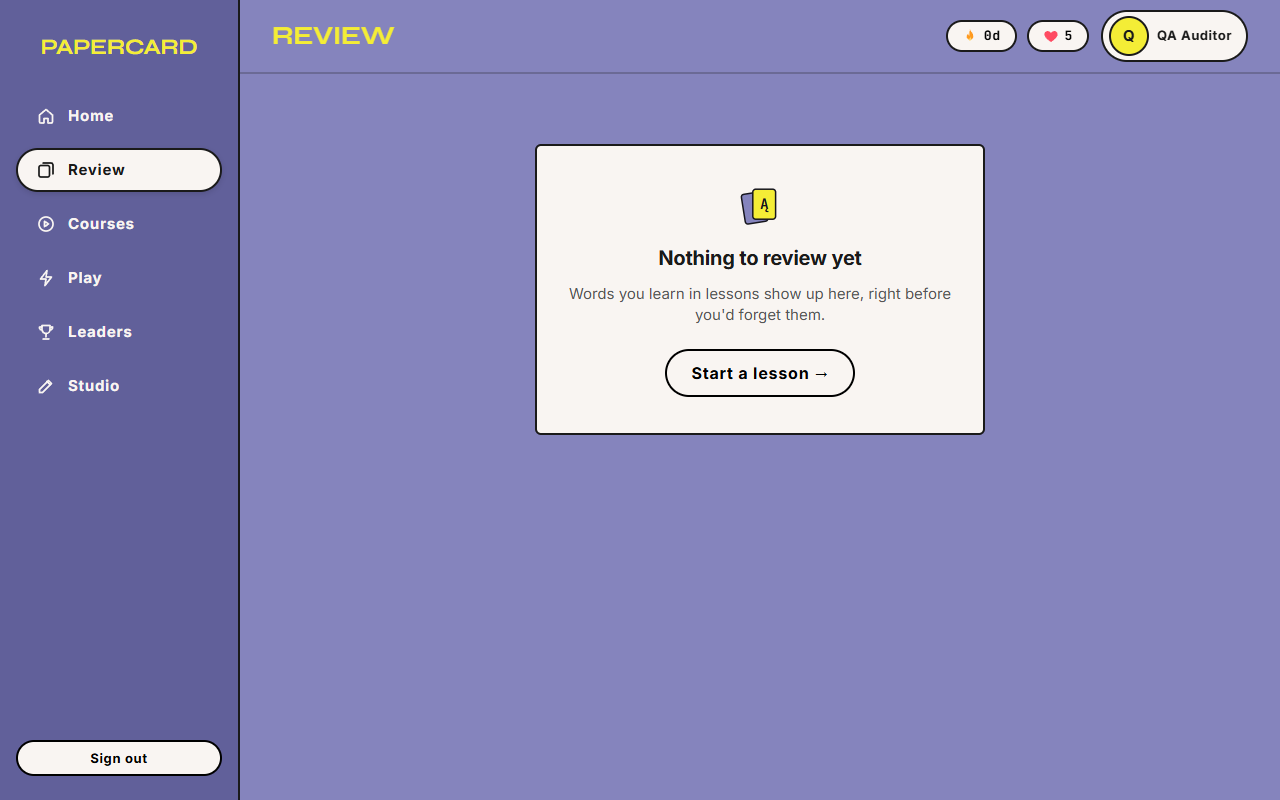 PAPERCARD
Home
Review
Courses
Play
Leaders
Studio
Sign out
REVIEW
0d
5
Q
QA Auditor
Ą
Nothing to review yet
Words you learn in lessons show up here, right before
you'd forget them.
Start a lesson →